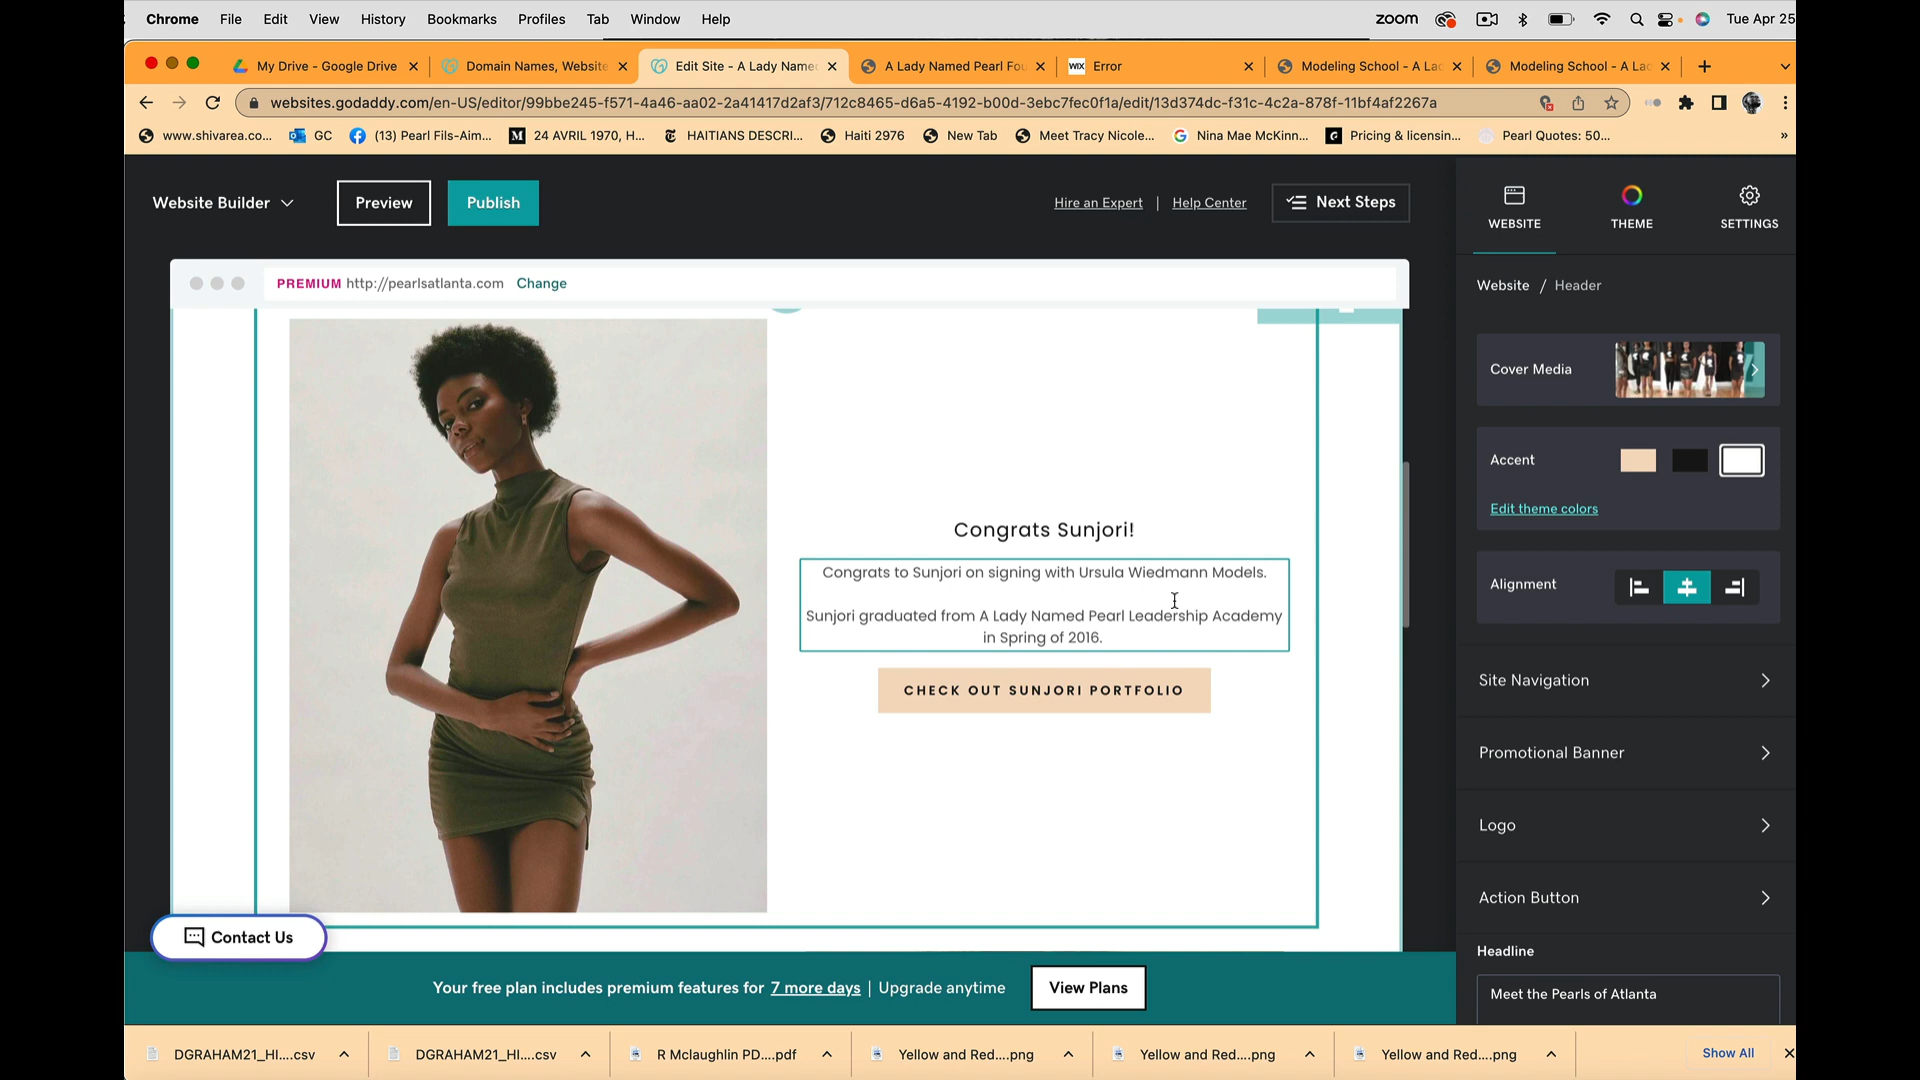 Chrome File Edit View History Bookmarks Profiles Tab Window Help
zoom Tue Apr 25
My Drive - Google Drive
Domain Names, Website
Edit Site - A Lady Name
A Lady Named Pearl Fou
WIX Error
Modeling School - A La
Modeling School - A La
websites.godaddy.com/en-US/editor/99bbe245-f571-4a46-aa02-2a41417d2af3/712c8465-d6a5-4192-b00d-3ebc7fec0f1a/edit/13d374dc-f31c-4c2a-878f-11bf4af2267a
www.shivarea.co... GC (13) Pearl Fils-Aim... 24 AVRIL 1970, H... HAITIANS DESCRI... Haiti 2976 New Tab Meet Tracy Nicole... Nina Mae McKinn... Pricing & licensin... Pearl Quotes: 50... »
Website Builder
Preview
Publish
Hire an Expert | Help Center
Next Steps
WEBSITE
THEME
SETTINGS
PREMIUM http://pearlsatlanta.com Change
Website / Header
Cover Media
Accent
Edit theme colors
Alignment
Congrats Sunjori!
Congrats to Sunjori on signing with Ursula Wiedmann Models.
Sunjori graduated from A Lady Named Pearl Leadership Academy
in Spring of 2016.
CHECK OUT SUNJORI PORTFOLIO
Site Navigation
Promotional Banner
Logo
Action Button
Headline
Meet the Pearls of Atlanta
Contact Us
Your free plan includes premium features for 7 more days | Upgrade anytime
View Plans
DGRAHAM21_HI....csv
DGRAHAM21_HI....csv
R Mclaughlin PD....pdf
Yellow and Red....png
Yellow and Red....png
Yellow and Red....png
Show All